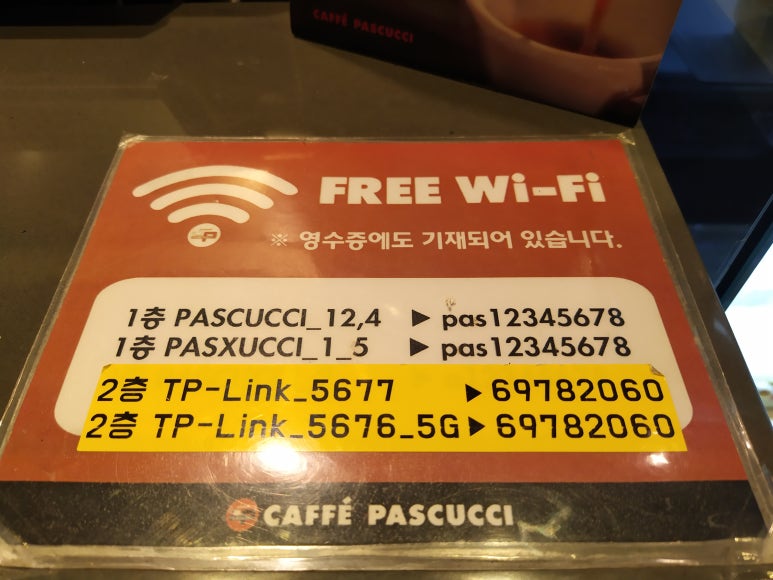 CAFFÉ PASCUCCI
FREE Wi-Fi
※ 영수증에도 기재되어 있습니다.
1층 PASCUCCI_12,4 ▶ pas12345678
1층 PASXUCCI_1_5 ▶ pas12345678
2층 TP-Link_5677 ▶ 69782060
2층 TP-Link_5676_5G ▶ 69782060
CAFFÉ PASCUCCI